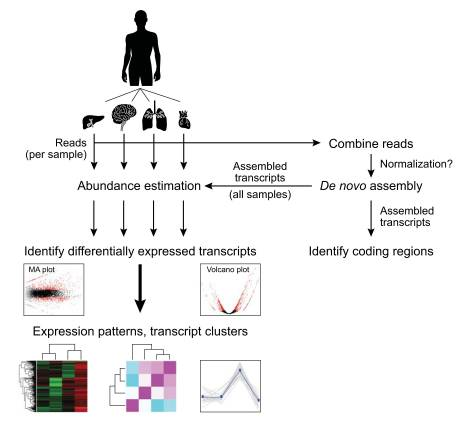 Reads
(per sample)
Combine reads
Normalization?
Assembled
transcripts
(all samples)
Abundance estimation
De novo assembly
Assembled
transcripts
Identify differentially expressed transcripts
Identify coding regions
MA plot
Volcano plot
Expression patterns, transcript clusters